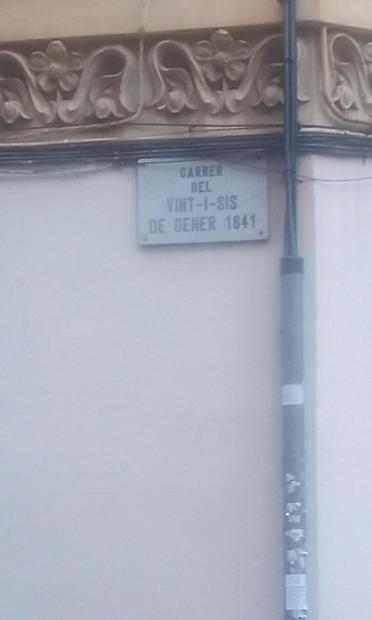 CARRER
DEL
VINT-I-SIS
DE GENER 1641